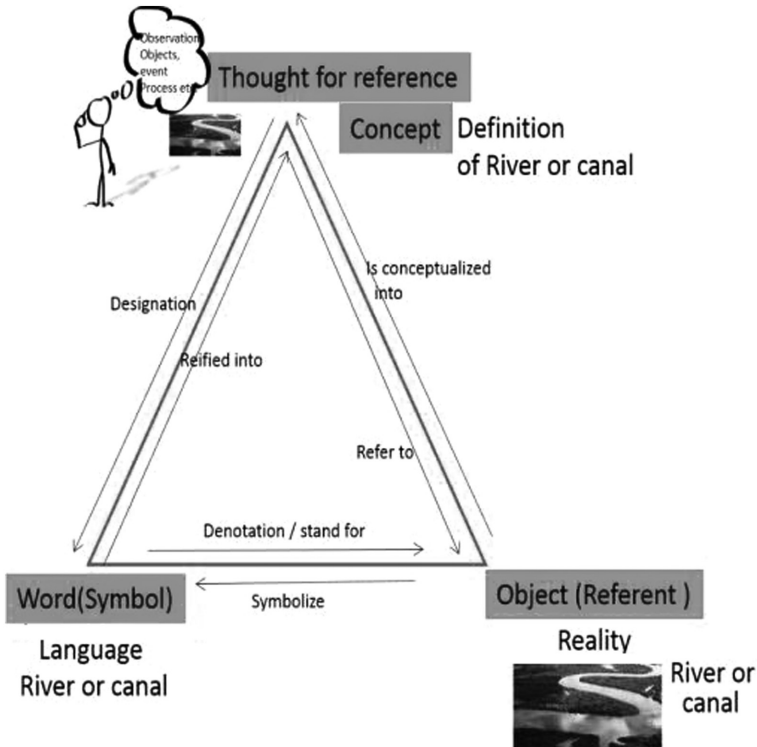 Observation
Objects,
event
Process etc
Thought for reference
Concept
Definition
of River or canal
Is conceptualized
into
Designation
Reified into
Refer to
Denotation / stand for
Symbolize
Word(Symbol)
Language
River or canal
Object (Referent )
Reality
River or
canal